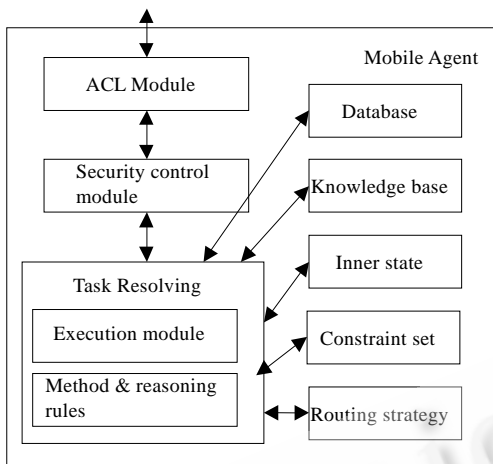 Mobile Agent
ACL Module
Database
Security control
module
Knowledge base
Task Resolving
Inner state
Execution module
Constraint set
Method & reasoning
rules
Routing strategy